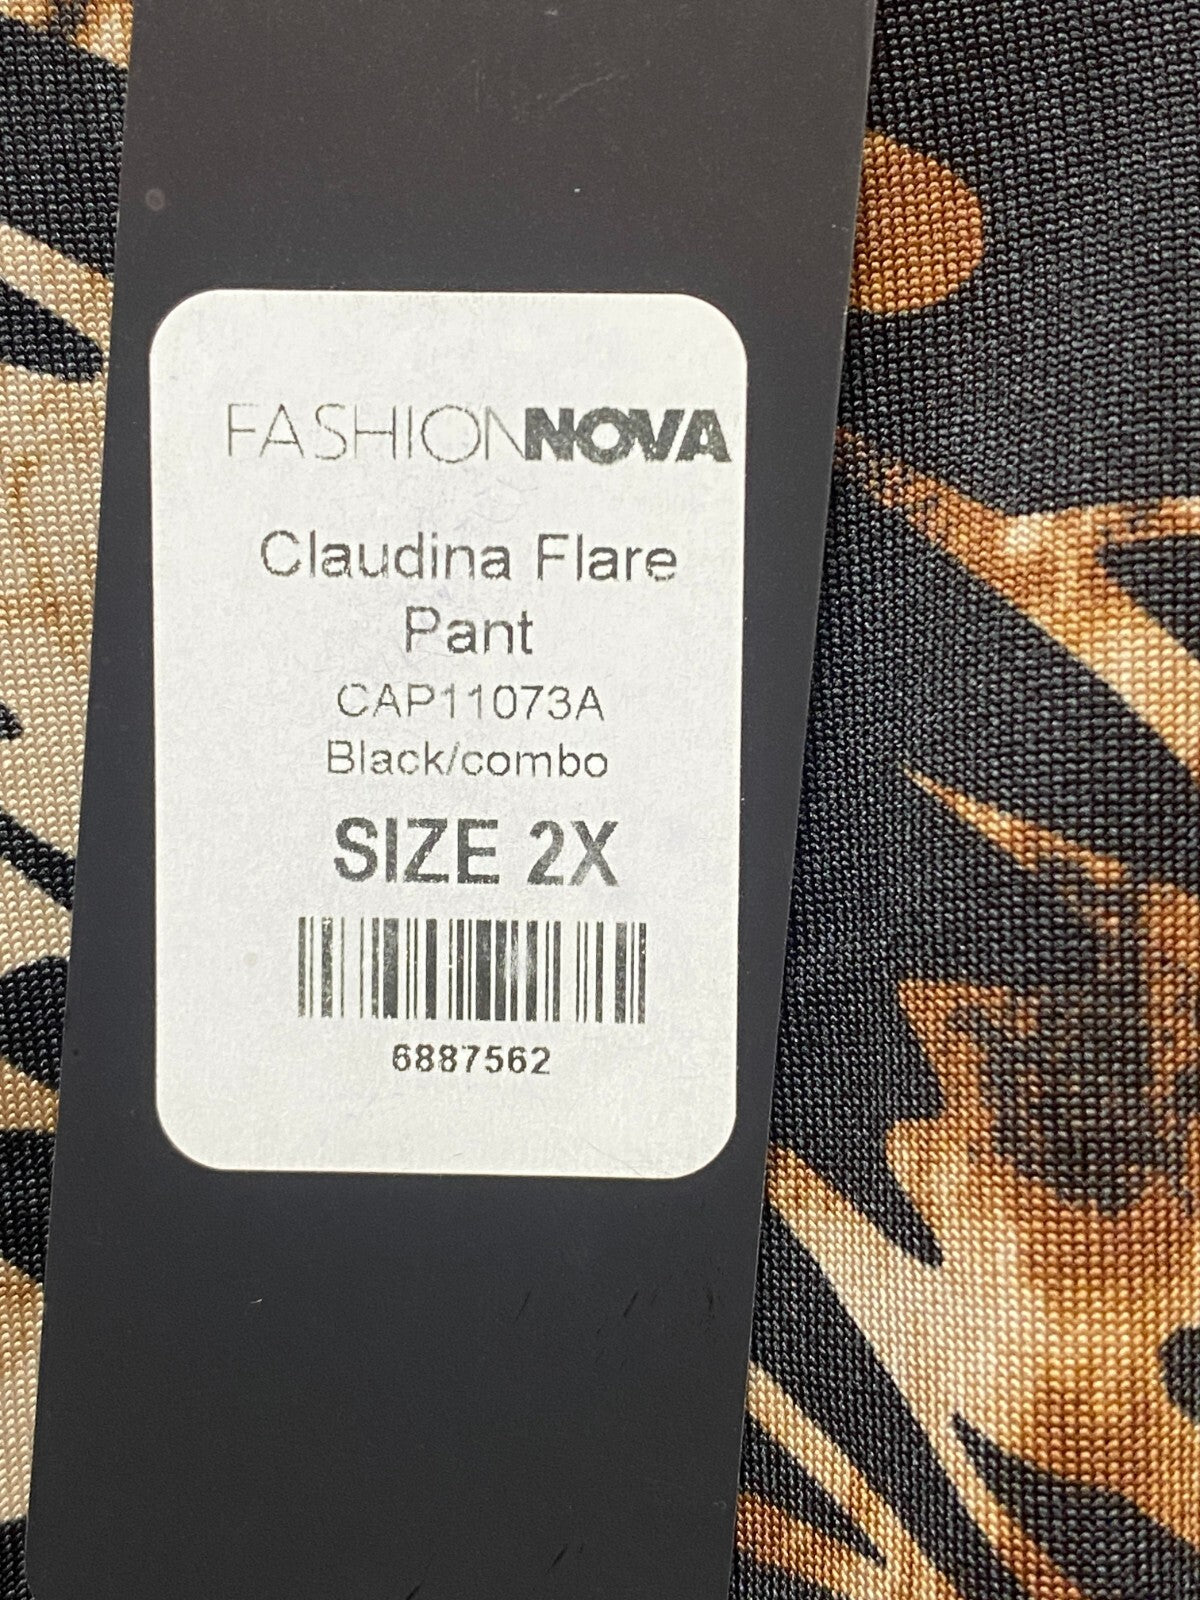 FASHIONNOVA
Claudina Flare
Pant
CAP11073A
Black/combo
SIZE 2X
6887562